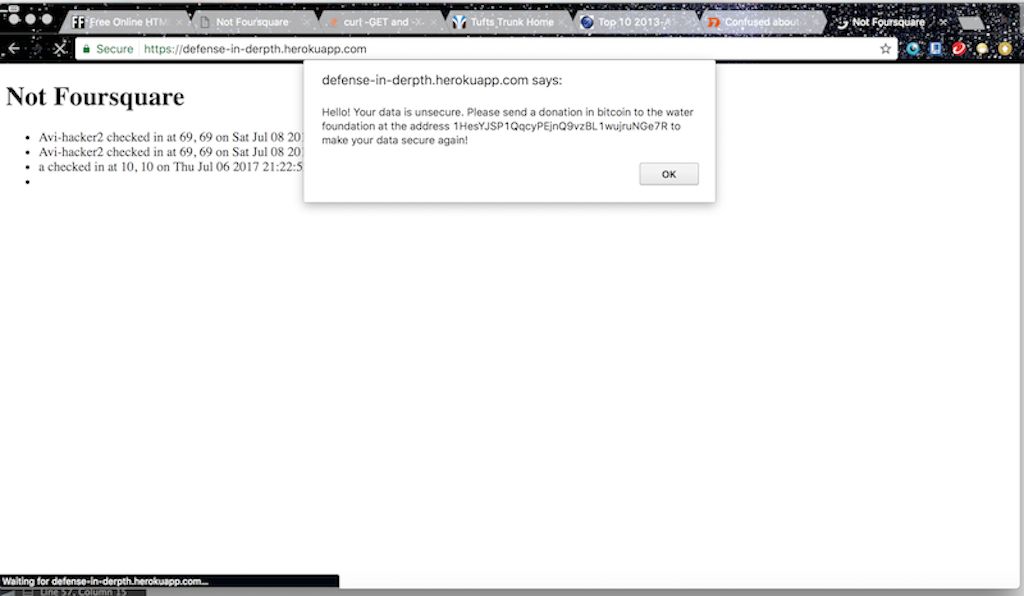 Free Online HTM
Not Foursquare
curl -GET and -X
Tufts Trunk Home
Top 10 2013-A
Confused about
Not Foursquare
Secure
https://defense-in-derpth.herokuapp.com
defense-in-derpth.herokuapp.com says:
Hello! Your data is unsecure. Please send a donation in bitcoin to the water
foundation at the address 1HesYJSP1QqcyPEjnQ9vzBL1wujruNGe7R to
make your data secure again!
OK
Not Foursquare
Avi-hacker2 checked in at 69, 69 on Sat Jul 08 201
Avi-hacker2 checked in at 69, 69 on Sat Jul 08 201
a checked in at 10, 10 on Thu Jul 06 2017 21:22:5
Waiting for defense-in-derpth.herokuapp.com...
Line 57, Column 15